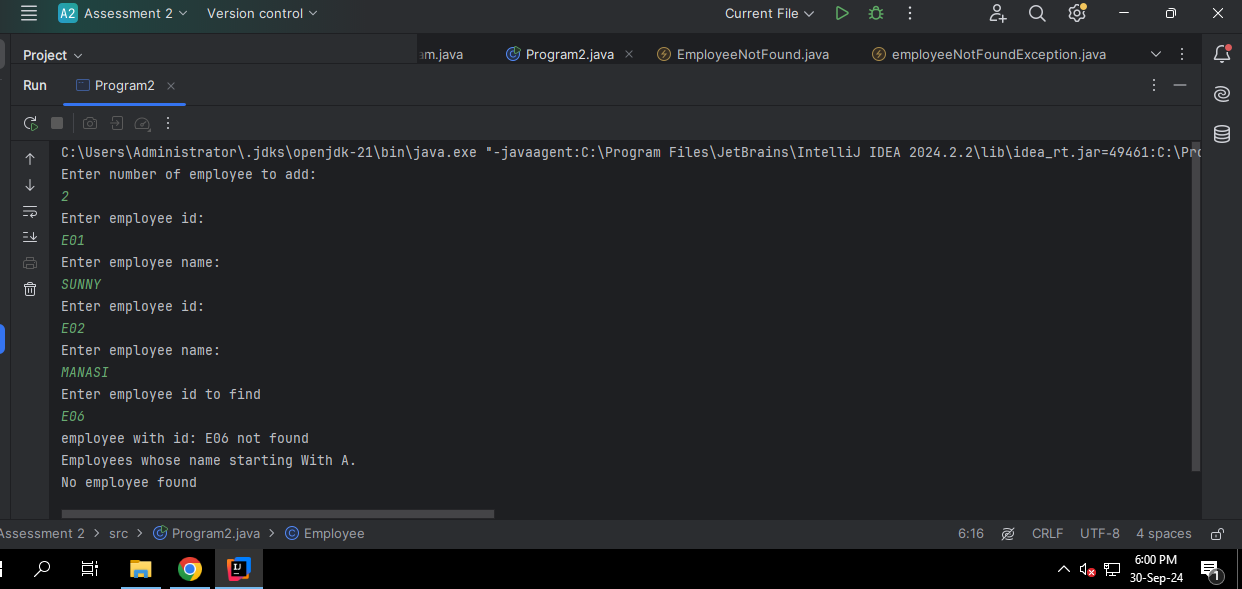 A2 Assessment 2 Version control Current File
Project am.java Program2.java EmployeeNotFound.java employeeNotFoundException.java
Run Program2
C:\Users\Administrator\.jdks\openjdk-21\bin\java.exe "-javaagent:C:\Program Files\JetBrains\IntelliJ IDEA 2024.2.2\lib\idea_rt.jar=49461:C:\Pro
Enter number of employee to add:
2
Enter employee id:
E01
Enter employee name:
SUNNY
Enter employee id:
E02
Enter employee name:
MANASI
Enter employee id to find
E06
employee with id: E06 not found
Employees whose name starting With A.
No employee found
Assessment 2 > src > Program2.java > Employee 6:16 CRLF UTF-8 4 spaces
6:00 PM
30-Sep-24
1